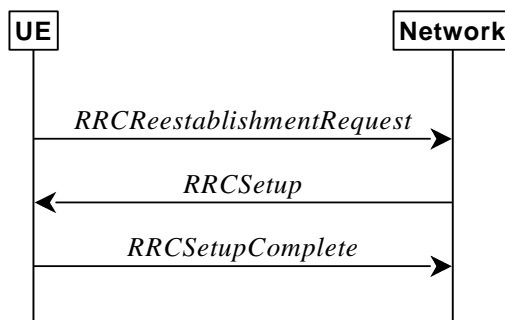 UE
Network
RRCReestablishmentRequest
RRCSetup
RRCSetupComplete